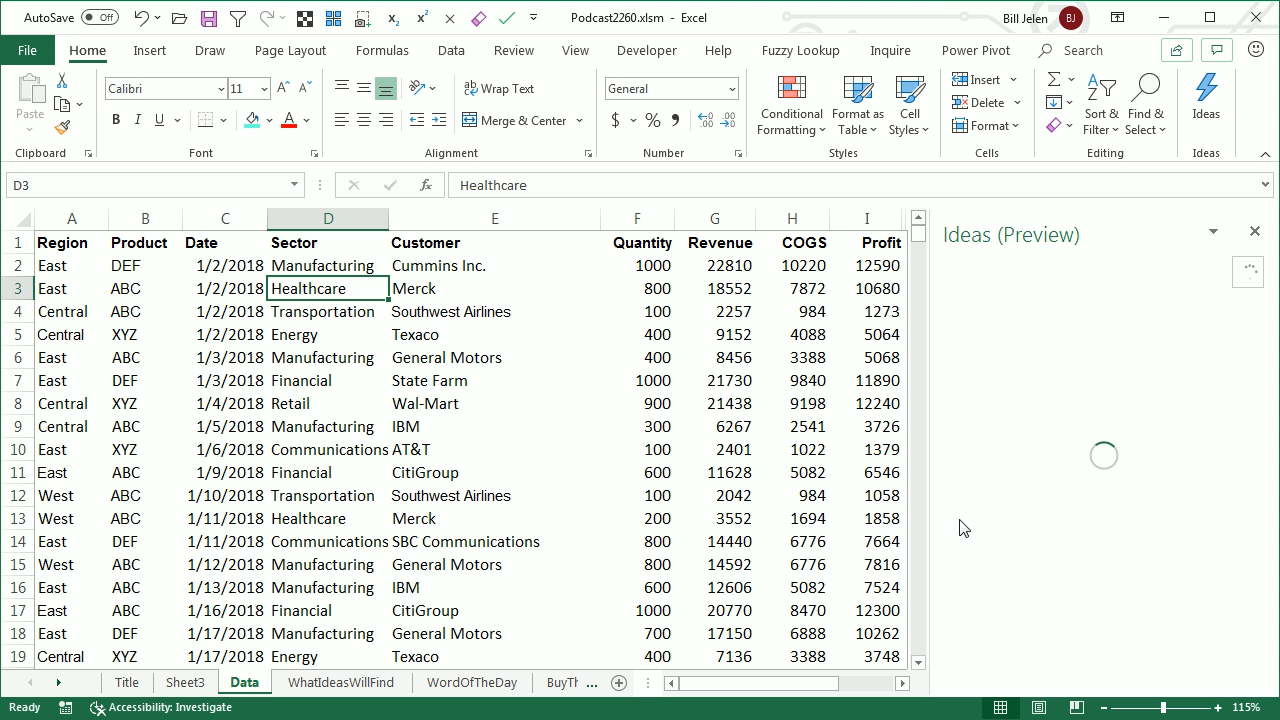 AutoSave Off Podcast2260.xlsm - Excel Bill Jelen BJ
File Home Insert Draw Page Layout Formulas Data Review View Developer Help Fuzzy Lookup Inquire Power Pivot Search
Paste
Calibri 11
B I U A
Wrap Text
Merge & Center
General
$ % ,
Conditional Formatting
Format as Table
Cell Styles
Insert
Delete
Format
Sort & Filter
Find & Select
Ideas
Clipboard Font Alignment Number Styles Cells Editing Ideas
D3 fx Healthcare
A B C D E F G H I
1 Region Product Date Sector Customer Quantity Revenue COGS Profit
2 East DEF 1/2/2018 Manufacturing Cummins Inc. 1000 22810 10220 12590
3 East ABC 1/2/2018 Healthcare Merck 800 18552 7872 10680
4 Central ABC 1/2/2018 Transportation Southwest Airlines 100 2257 984 1273
5 Central XYZ 1/2/2018 Energy Texaco 400 9152 4088 5064
6 East ABC 1/3/2018 Manufacturing General Motors 400 8456 3388 5068
7 East DEF 1/3/2018 Financial State Farm 1000 21730 9840 11890
8 Central XYZ 1/4/2018 Retail Wal-Mart 900 21438 9198 12240
9 Central ABC 1/5/2018 Manufacturing IBM 300 6267 2541 3726
10 East XYZ 1/6/2018 Communications AT&T 100 2401 1022 1379
11 East ABC 1/9/2018 Financial CitiGroup 600 11628 5082 6546
12 West ABC 1/10/2018 Transportation Southwest Airlines 100 2042 984 1058
13 West ABC 1/11/2018 Healthcare Merck 200 3552 1694 1858
14 East DEF 1/11/2018 Communications SBC Communications 800 14440 6776 7664
15 West ABC 1/12/2018 Manufacturing General Motors 800 14592 6776 7816
16 East ABC 1/13/2018 Manufacturing IBM 600 12606 5082 7524
17 East ABC 1/16/2018 Financial CitiGroup 1000 20770 8470 12300
18 East DEF 1/17/2018 Manufacturing General Motors 700 17150 6888 10262
19 Central XYZ 1/17/2018 Energy Texaco 400 7136 3388 3748
Ideas (Preview)
Title Sheet3 Data WhatIdeasWillFind WordOfTheDay BuyTh ...
Ready Accessibility: Investigate 115%